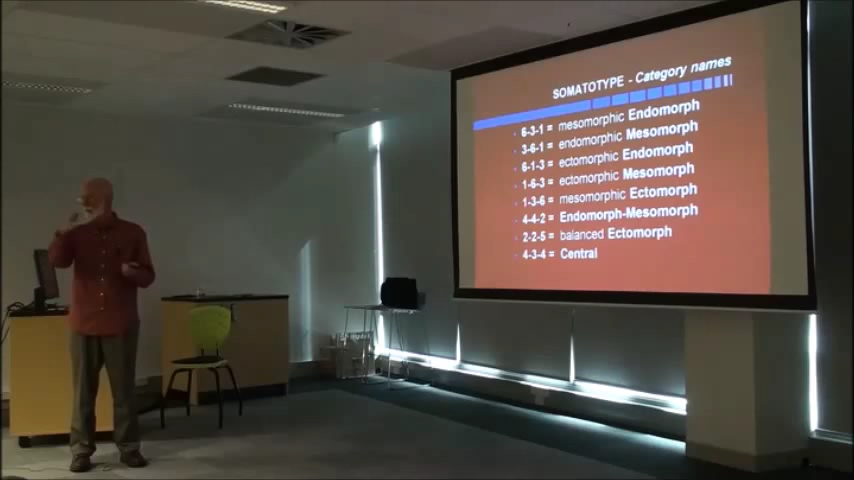 SOMATOTYPE - Category names
6-3-1 = mesomorphic Endomorph
3-6-1 = endomorphic Mesomorph
6-1-3 = ectomorphic Endomorph
1-6-3 = ectomorphic Mesomorph
1-3-6 = mesomorphic Ectomorph
4-4-2 = Endomorph-Mesomorph
2-2-5 = balanced Ectomorph
4-3-4 = Central